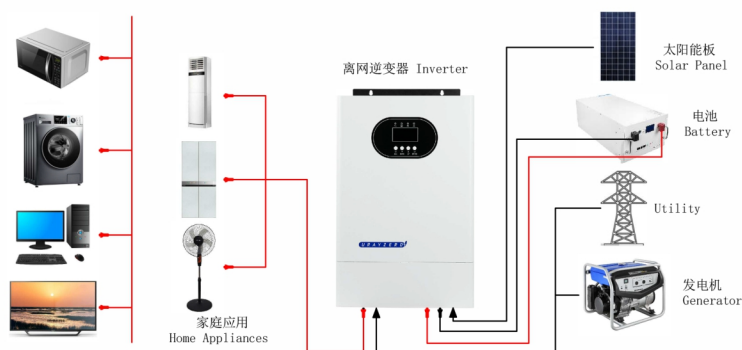 离网逆变器 Inverter
太阳能板
Solar Panel
电池
Battery
Utility
发电机
Generator
家庭应用
Home Appliances